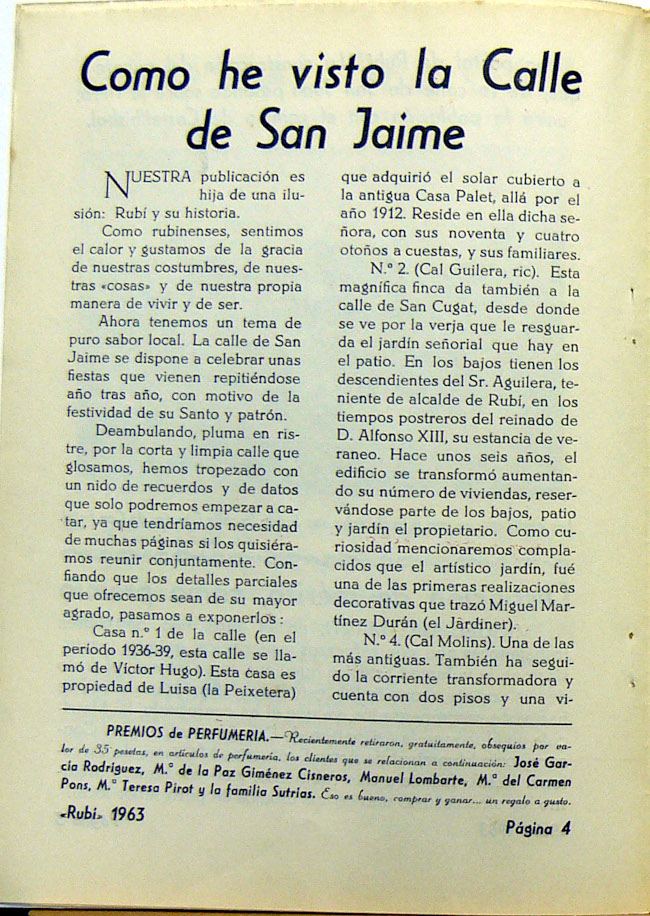 Como he visto la Calle
de San Jaime
NUESTRA publicación es
hija de una ilu-
sión: Rubí y su historia.
Como rubinenses, sentimos
el calor y gustamos de la gracia
de nuestras costumbres, de nues-
tras «cosas» y de nuestra propia
manera de vivir y de ser.
Ahora tenemos un tema de
puro sabor local. La calle de San
Jaime se dispone a celebrar unas
fiestas que vienen repitiéndose
año tras año, con motivo de la
festividad de su Santo y patrón.
Deambulando, pluma en ris-
tre, por la corta y limpia calle que
glosamos, hemos tropezado con
un nido de recuerdos y de datos
que solo podremos empezar a ca-
tar, ya que tendríamos necesidad
de muchas páginas si los quisiéra-
mos reunir conjuntamente. Con-
fiando que los detalles parciales
que ofrecemos sean de su mayor
agrado, pasamos a exponerlos:
Casa n.º 1 de la calle (en el
período 1936-39, esta calle se lla-
mó de Víctor Hugo). Esta casa es
propiedad de Luisa (la Peixetera)
que adquirió el solar cubierto a
la antigua Casa Palet, allá por el
año 1912. Reside en ella dicha se-
ñora, con sus noventa y cuatro
otoños a cuestas, y sus familiares.
N.º 2. (Cal Guilera, ric). Esta
magnífica finca da también a la
calle de San Cugat, desde donde
se ve por la verja que le resguar-
da el jardín señorial que hay en
el patio. En los bajos tienen los
descendientes del Sr. Aguilera, te-
niente de alcalde de Rubí, en los
tiempos postreros del reinado de
D. Alfonso XIII, su estancia de ve-
raneo. Hace unos seis años, el
edificio se transformó aumentan-
do su número de viviendas, reser-
vándose parte de los bajos, patio
y jardín el propietario. Como cu-
riosidad mencionaremos compla-
cidos que el artístico jardín, fué
una de las primeras realizaciones
decorativas que trazó Miguel Mar-
tínez Durán (el Jardiner).
N.º 4. (Cal Molins). Una de las
más antiguas. También ha segui-
do la corriente transformadora y
cuenta con dos pisos y una vi-
PREMIOS de PERFUMERIA.—Recientemente retiraron, gratuitamente, obsequios por va-
lor de 35 pesetas, en artículos de perfumería, los clientes que se relacionan a continuación: José Gar-
cía Rodríguez, M.ª de la Paz Giménez Cisneros, Manuel Lombarte, M.ª del Carmen
Pons, M.ª Teresa Pirot y la familia Sutrias. Eso es bueno, comprar y ganar... un regalo a gusto.
«Rubí» 1963
Página 4